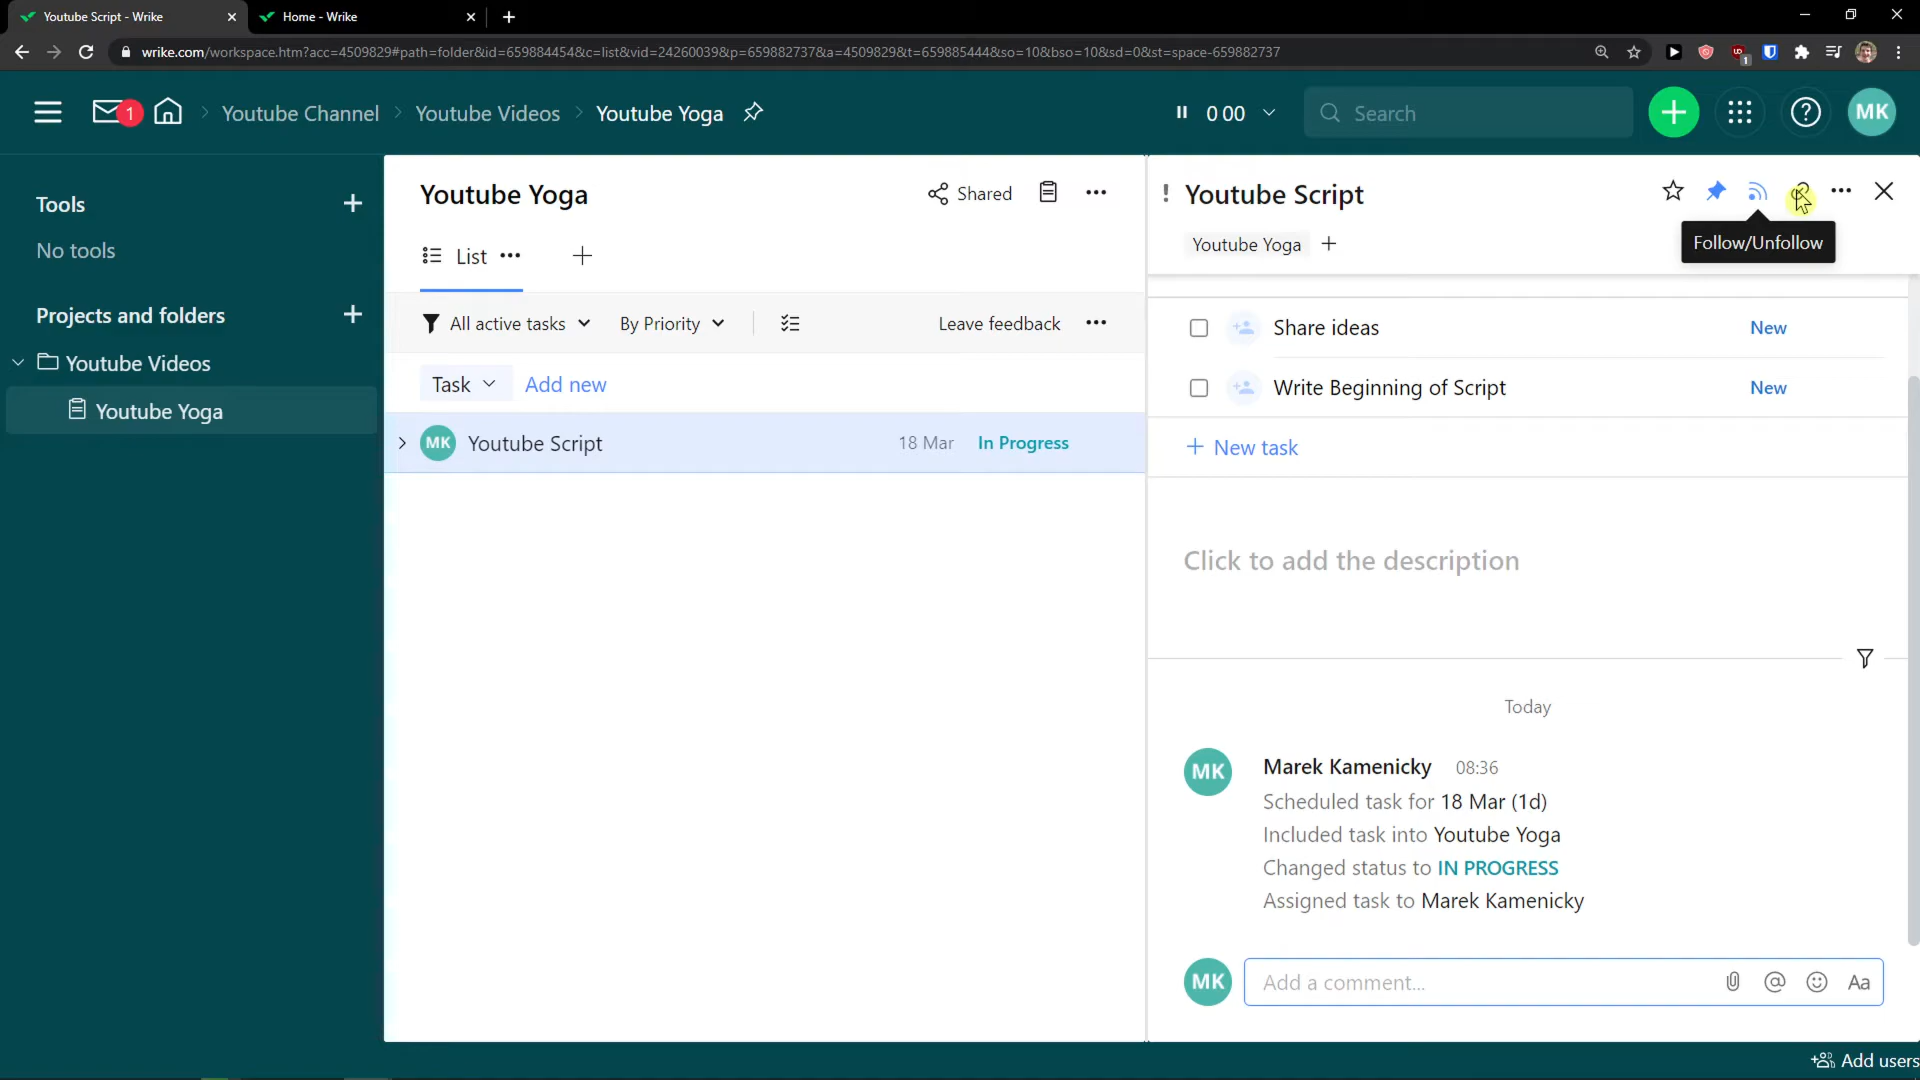 Youtube Script - Wrike
Home - Wrike
wrike.com/workspace.htm?acc=4509829#path=folder&id=659884454&c=list&vid=24260039&p=659882737&a=4509829&t=659885444&so=10&bso=10&sd=0&st=space-659882737
1
1
Youtube Channel
Youtube Videos
Youtube Yoga
0 00
Search
MK
Tools
No tools
Projects and folders
Youtube Videos
Youtube Yoga
Youtube Yoga
Shared
List
All active tasks
By Priority
Leave feedback
Task
Add new
MK
Youtube Script
18 Mar
In Progress
! Youtube Script
Youtube Yoga
Follow/Unfollow
Share ideas
New
Write Beginning of Script
New
New task
Click to add the description
Today
MK
Marek Kamenicky 08:36
Scheduled task for 18 Mar (1d)
Included task into Youtube Yoga
Changed status to IN PROGRESS
Assigned task to Marek Kamenicky
MK
Add a comment...
Aa
Add users